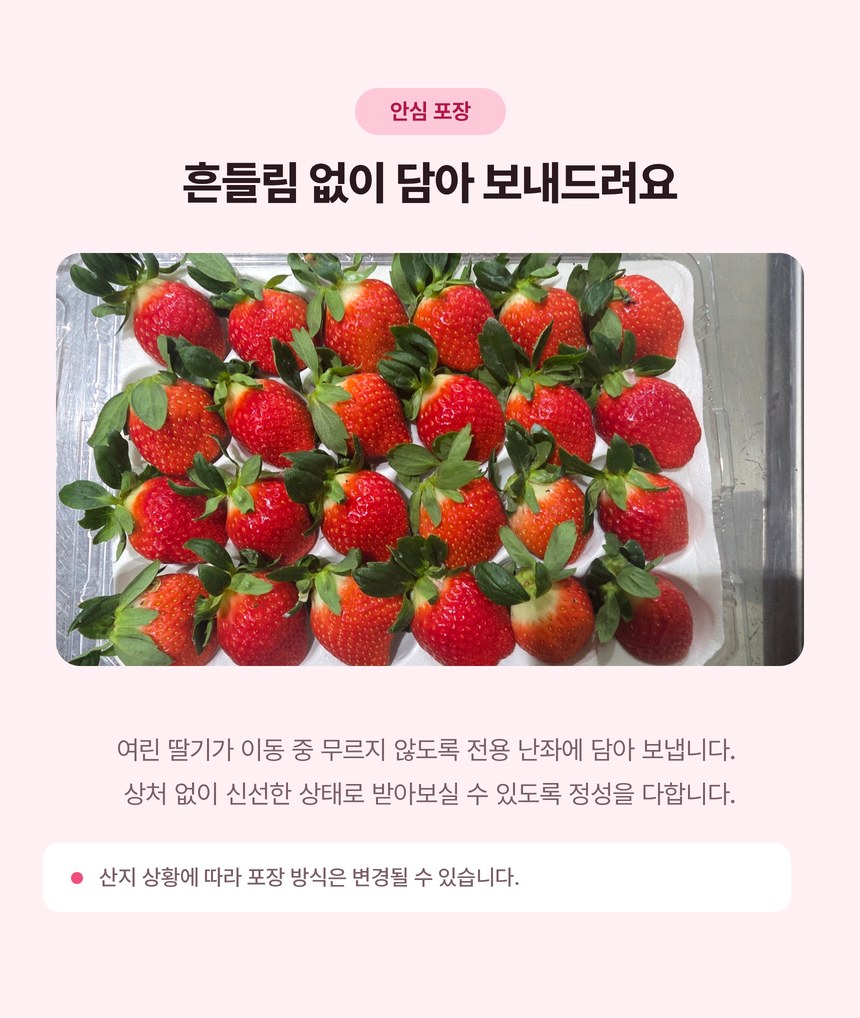 안심 포장
흔들림 없이 담아 보내드려요
여린 딸기가 이동 중 무르지 않도록 전용 난좌에 담아 보냅니다.
상처 없이 신선한 상태로 받아보실 수 있도록 정성을 다합니다.
산지 상황에 따라 포장 방식은 변경될 수 있습니다.